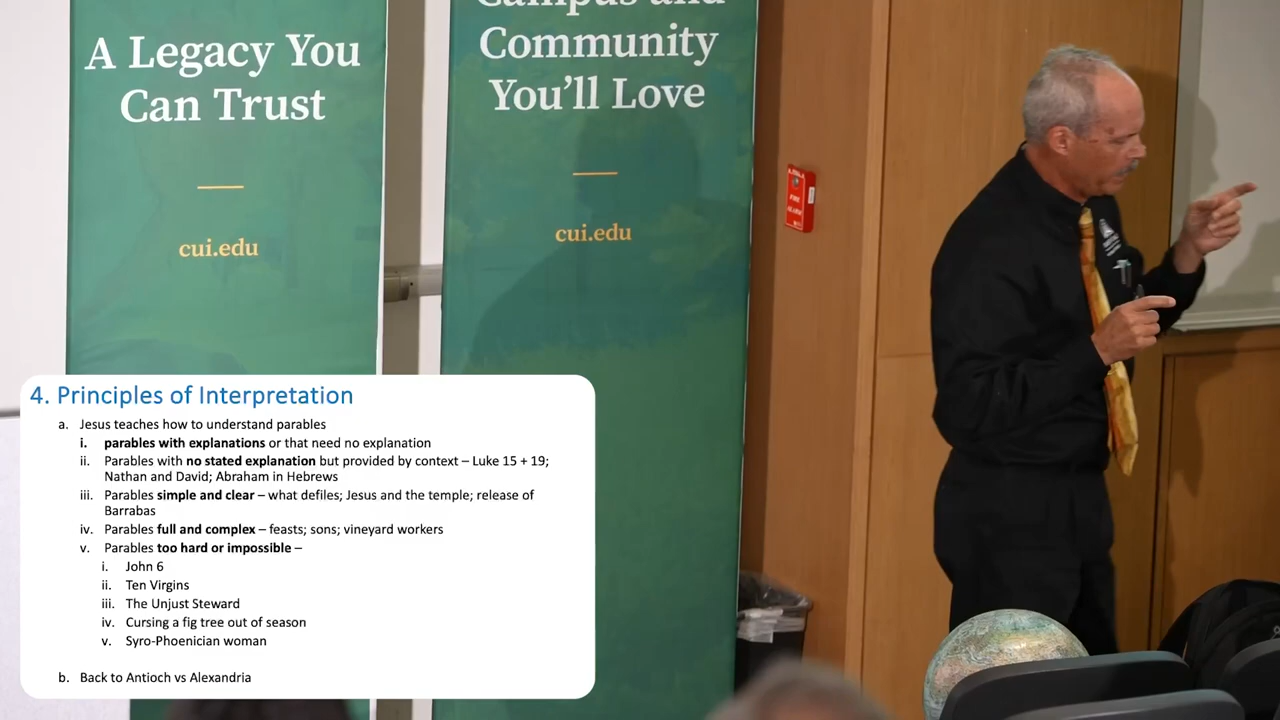 A Legacy You
Can Trust
cui.edu
Campus and
Community
You'll Love
cui.edu
FIRE
ALARM
4. Principles of Interpretation
a. Jesus teaches how to understand parables
i. parables with explanations or that need no explanation
ii. Parables with no stated explanation but provided by context – Luke 15 + 19;
Nathan and David; Abraham in Hebrews
iii. Parables simple and clear – what defiles; Jesus and the temple; release of
Barrabas
iv. Parables full and complex – feasts; sons; vineyard workers
v. Parables too hard or impossible –
i. John 6
ii. Ten Virgins
iii. The Unjust Steward
iv. Cursing a fig tree out of season
v. Syro-Phoenician woman
b. Back to Antioch vs Alexandria